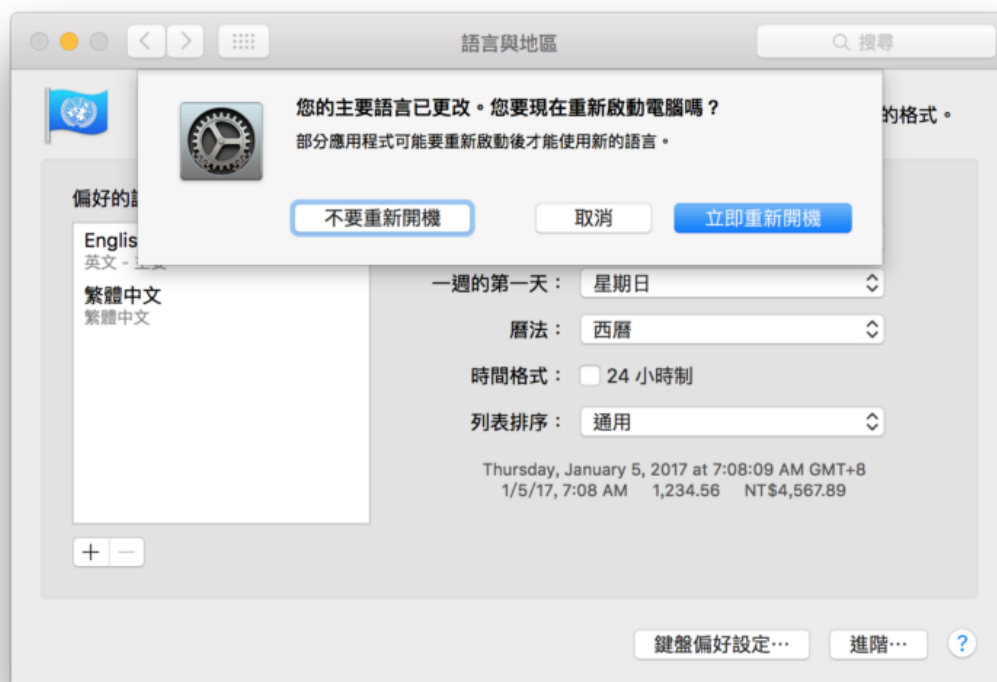 語言與地區
搜尋
您的主要語言已更改。您要現在重新啟動電腦嗎？
部分應用程式可能要重新啟動後才能使用新的語言。
的格式。
不要重新開機
取消
立即重新開機
偏好的
Englis
英文 - 主要
繁體中文
繁體中文
一週的第一天： 星期日
曆法： 西曆
時間格式： 24 小時制
列表排序： 通用
Thursday, January 5, 2017 at 7:08:09 AM GMT+8
1/5/17, 7:08 AM 1,234.56 NT$4,567.89
鍵盤偏好設定⋯
進階⋯
?